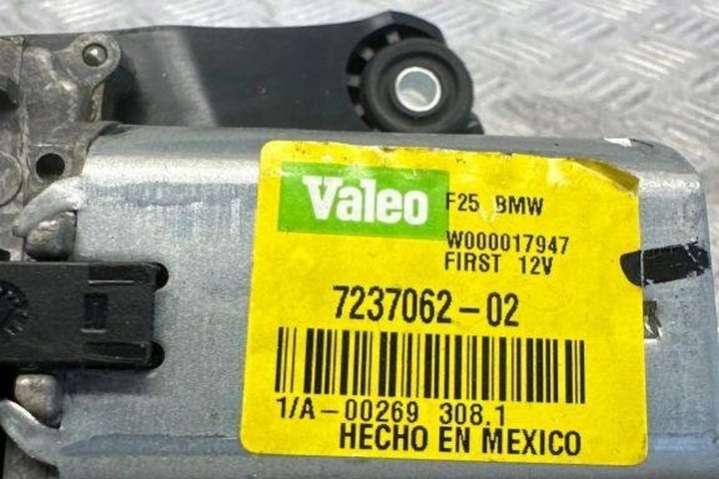 Valeo
F25 BMW
W000017947
FIRST 12V
7237062-02
1/A-00269 308.1
HECHO EN MEXICO